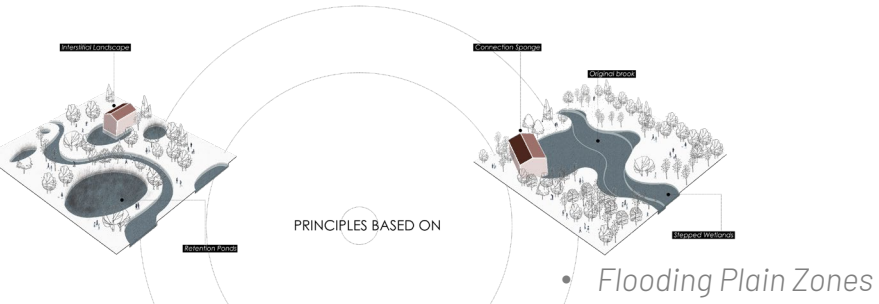 Interstitial Landscape
Connection Sponge
Original brook
PRINCIPLES BASED ON
Retention Ponds
Stepped Wetlands
• Flooding Plain Zones